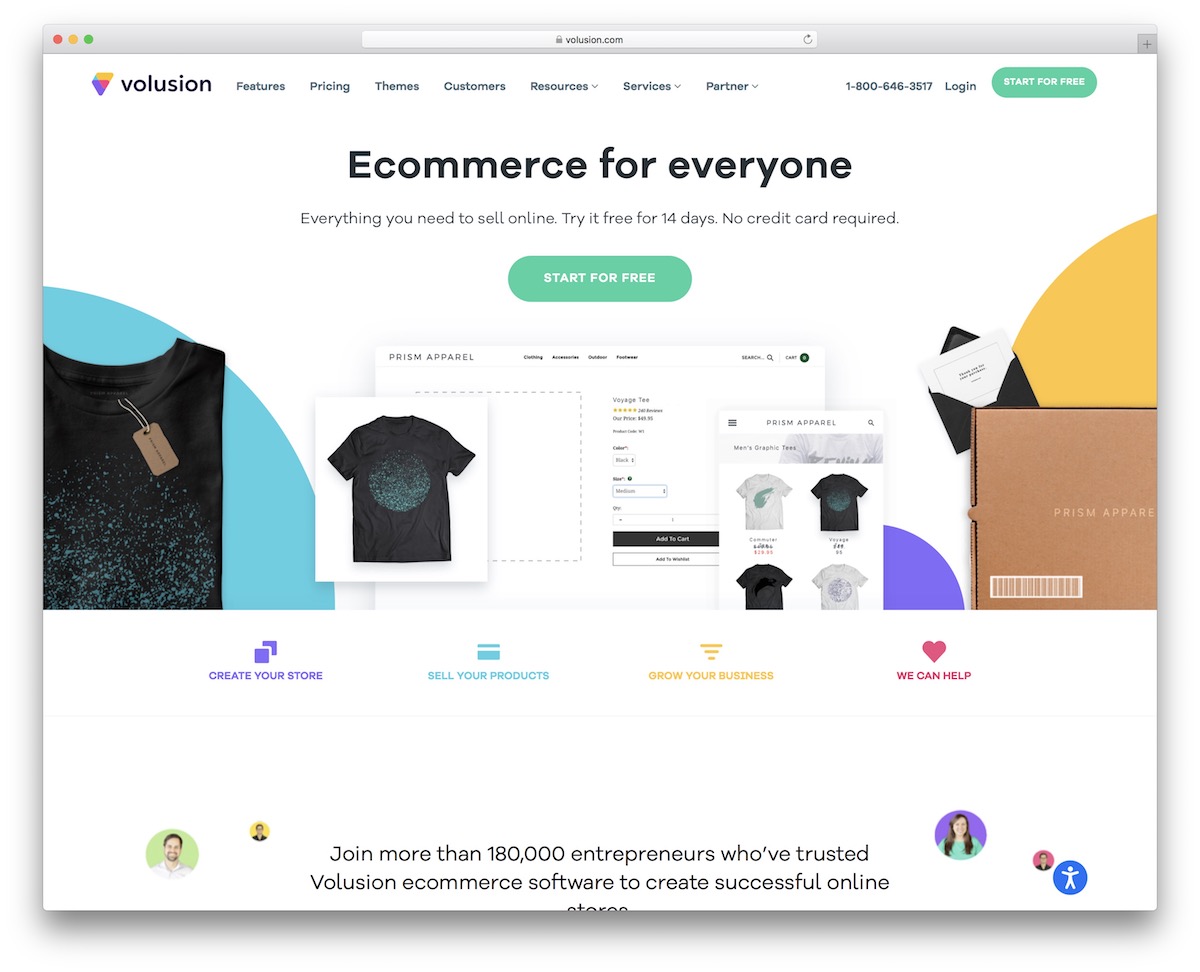 volusion.com
volusion
Features
Pricing
Themes
Customers
Resources
Services
Partner
1-800-646-3517
Login
START FOR FREE
Ecommerce for everyone
Everything you need to sell online. Try it free for 14 days. No credit card required.
START FOR FREE
PRISM APPAREL
Clothing
Accessories
Outdoor
Footwear
SEARCH...
CART
0
Voyage Tee
240 Reviews
Our Price: $49.95
Color*:
Black
Size*:
Medium
Qty:
1
Add To Cart
Add To Wishlist
PRISM APPAREL
Men's Graphic Tees
Commuter
$29.95
Voyage
95
PRISM APPAREL
PRISM APPARE
CREATE YOUR STORE
SELL YOUR PRODUCTS
GROW YOUR BUSINESS
WE CAN HELP
Join more than 180,000 entrepreneurs who've trusted
Volusion ecommerce software to create successful online
stores